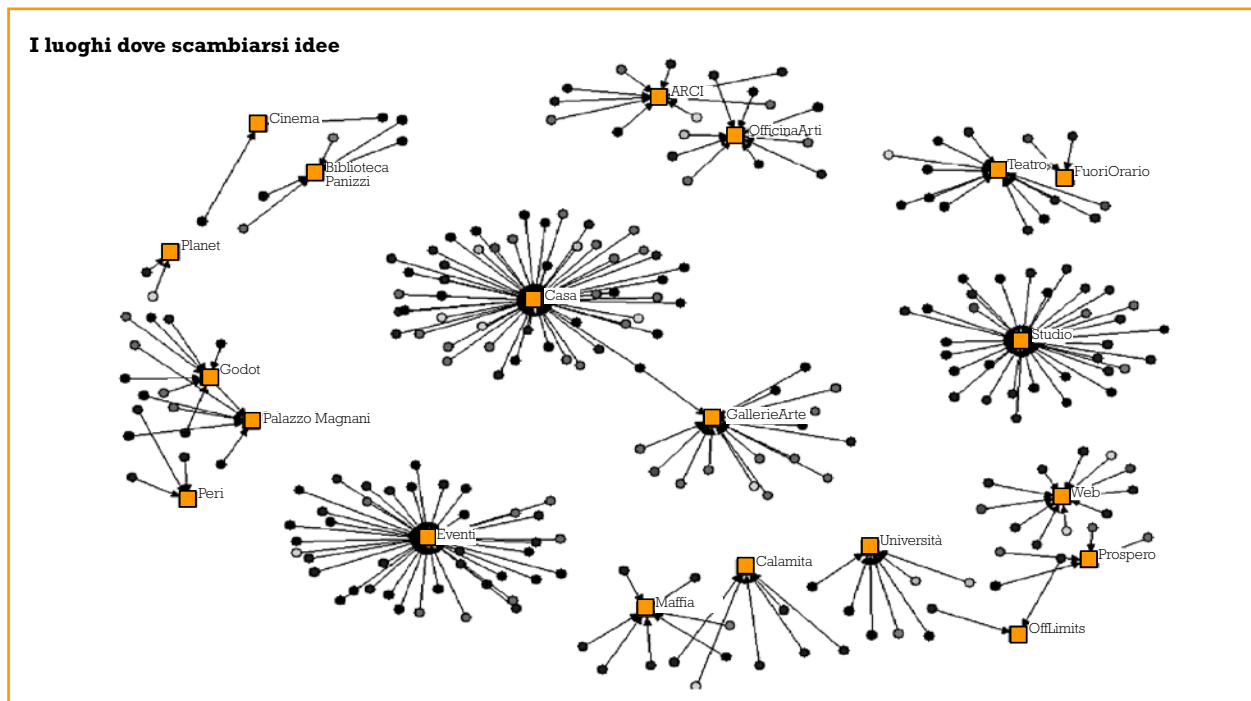 I luoghi dove scambiarsi idee
ARCI
Cinema
OfficinaArti
Biblioteca
Panizzi
Teatro
FuoriOrario
Planet
Casa
Studio
Godot
GallerieArte
Palazzo Magnani
Peri
Web
Eventi
Università
Prospero
Calamita
Maffia
OffLimits